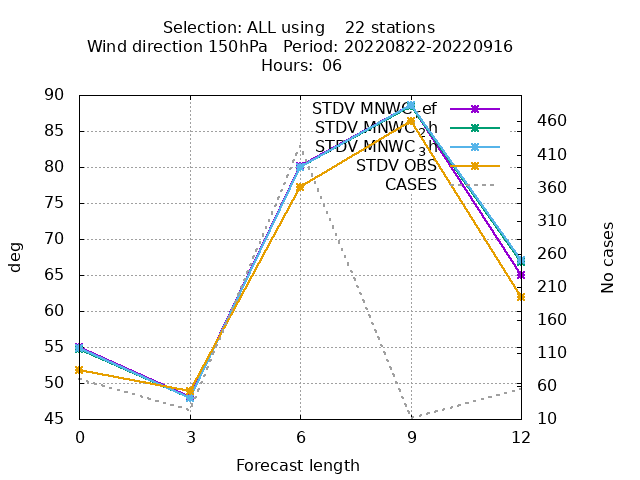 Selection: ALL using    22 stations
Wind direction 150hPa   Period: 20220822-20220916
Hours: 06
90
85
80
75
70
65
60
55
50
45
460
410
360
310
260
210
160
110
60
10
0
3
6
9
12
deg
No cases
Forecast length
STDV MNWC_ref
STDV MNWC_2h
STDV MNWC_3h
STDV OBS
CASES